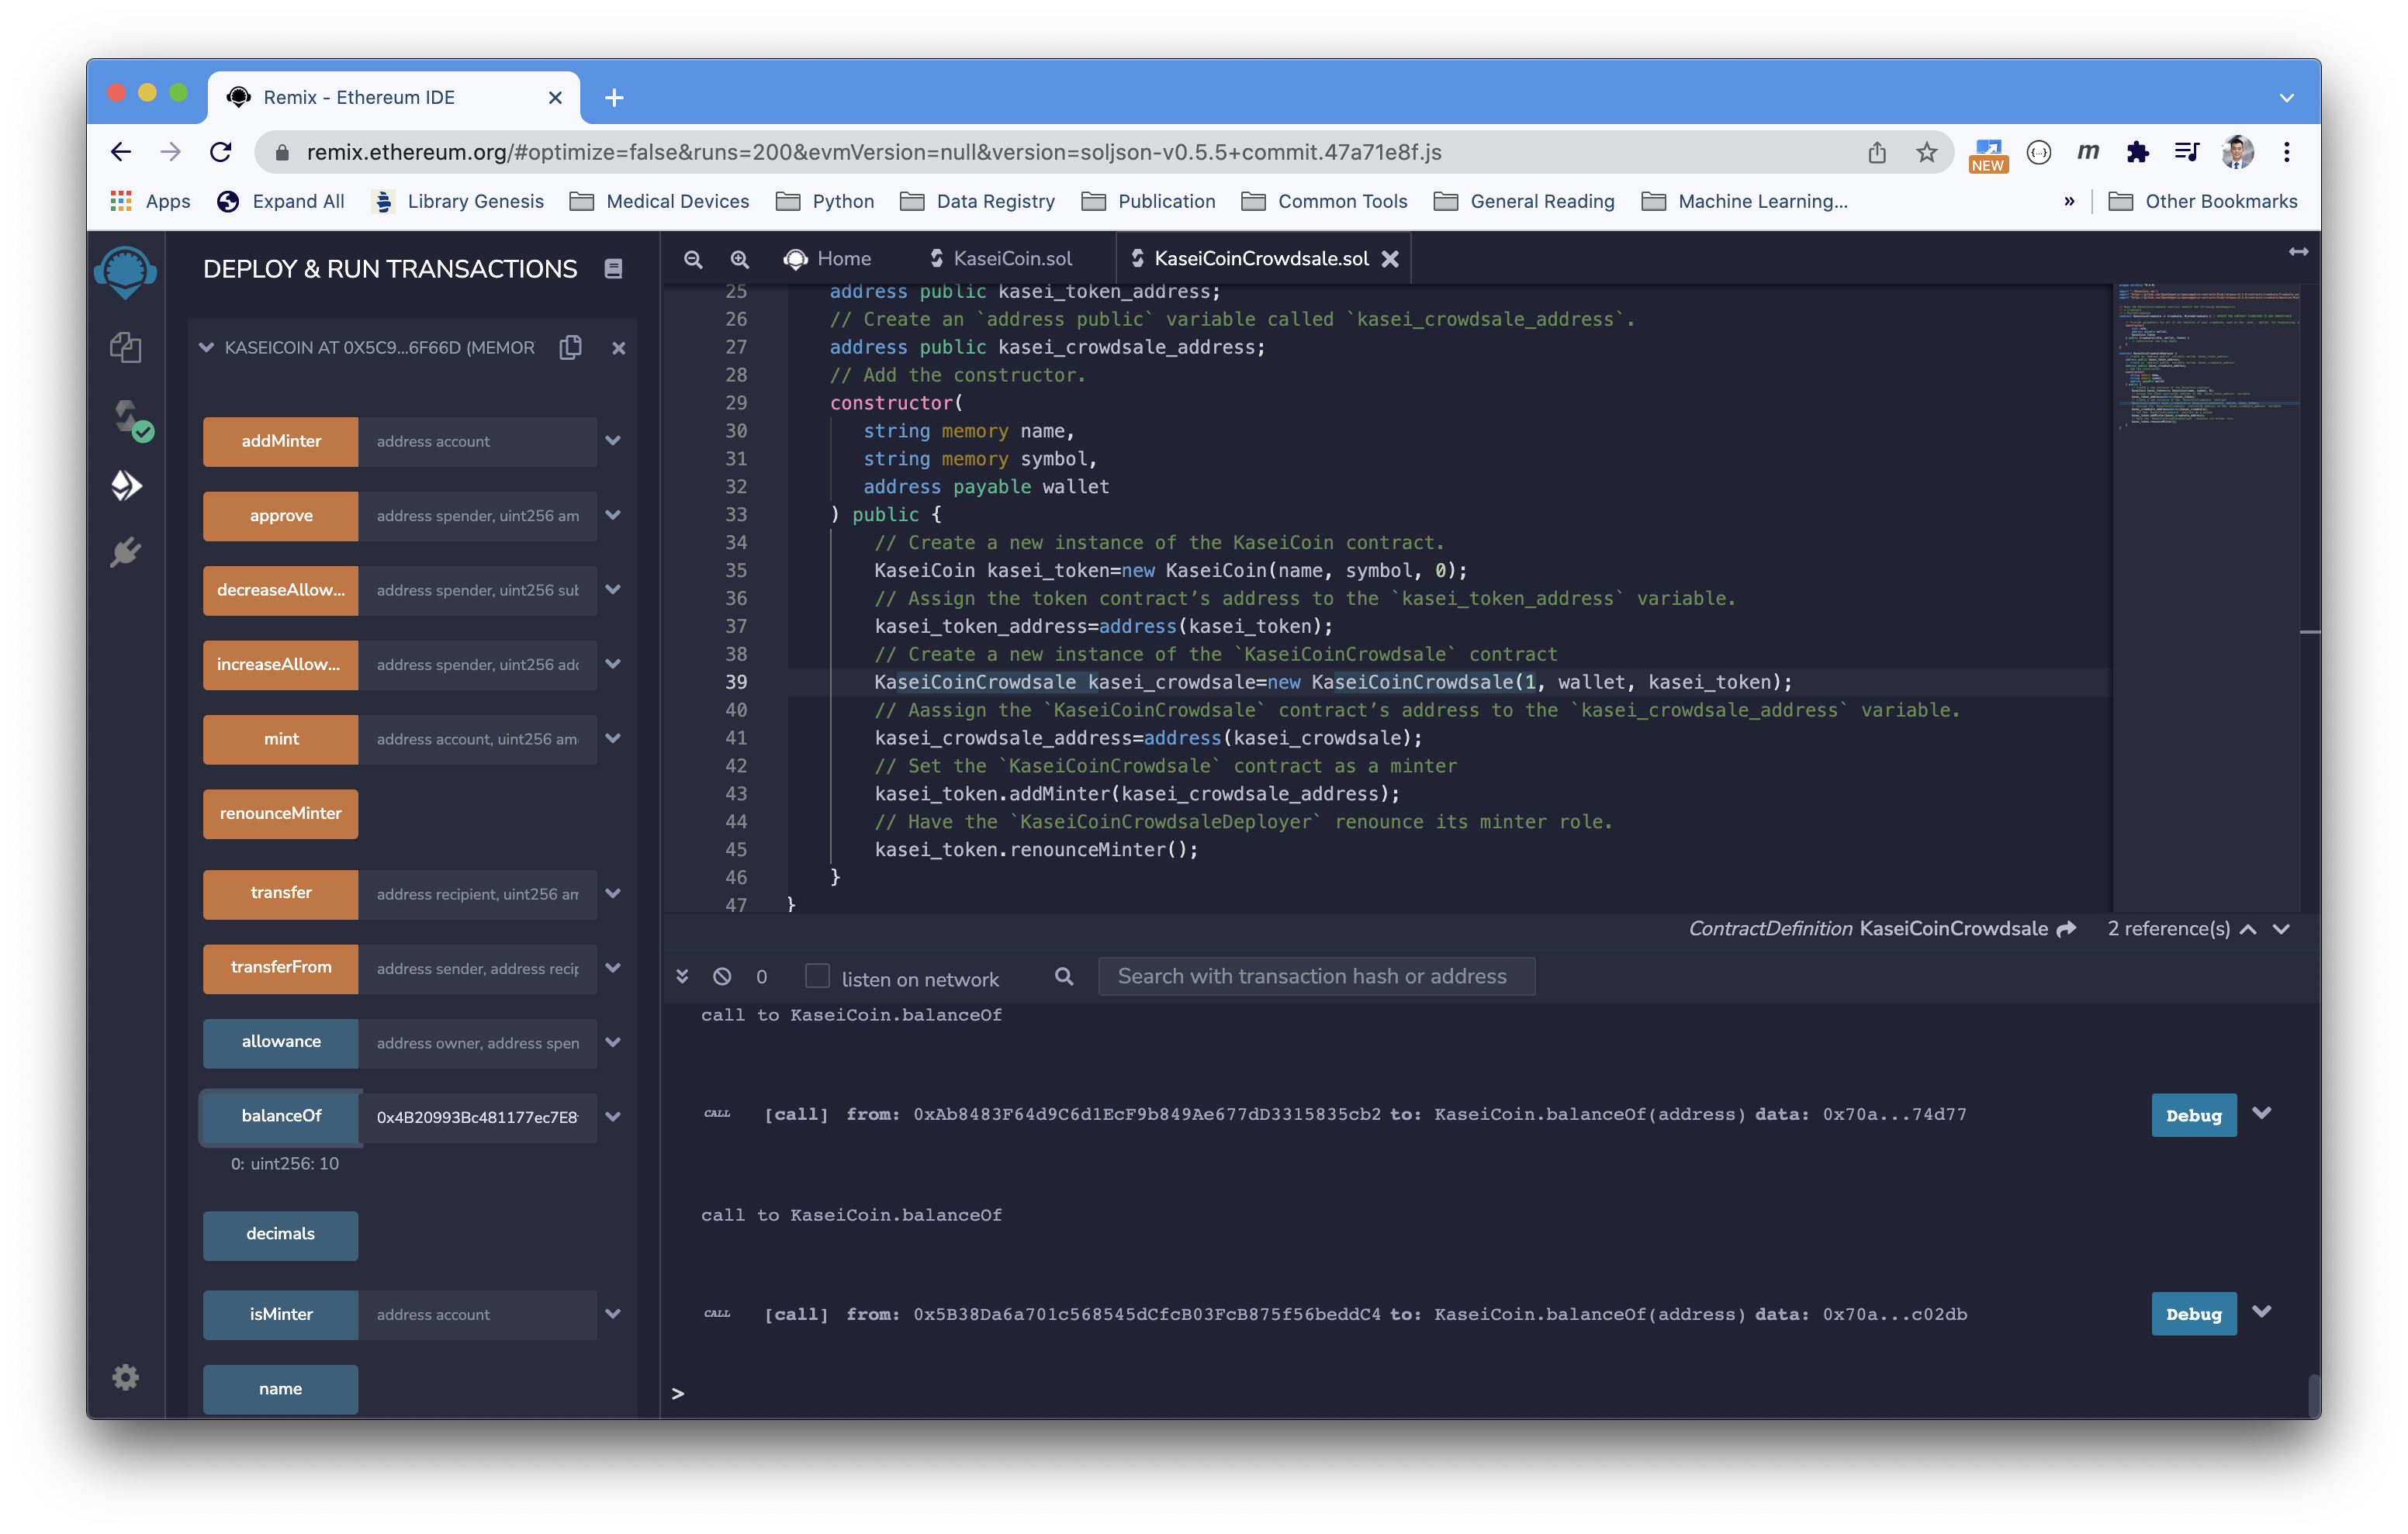 Remix - Ethereum IDE
remix.ethereum.org/#optimize=false&runs=200&evmVersion=null&version=soljson-v0.5.5+commit.47a71e8f.js
NEW
m
Apps
Expand All
Library Genesis
Medical Devices
Python
Data Registry
Publication
Common Tools
General Reading
Machine Learning...
»
Other Bookmarks
DEPLOY & RUN TRANSACTIONS
KASEICOIN AT 0X5C9...6F66D (MEMOR
addMinter address account
approve address spender, uint256 am
decreaseAllow... address spender, uint256 sub
increaseAllow... address spender, uint256 add
mint address account, uint256 am
renounceMinter
transfer address recipient, uint256 am
transferFrom address sender, address recip
allowance address owner, address spen
balanceOf 0x4B20993Bc481177ec7E8
0: uint256: 10
decimals
isMinter address account
name
Home
KaseiCoin.sol
KaseiCoinCrowdsale.sol
25 address public kasei_token_address;
26 // Create an `address public` variable called `kasei_crowdsale_address`.
27 address public kasei_crowdsale_address;
28 // Add the constructor.
29 constructor(
30 string memory name,
31 string memory symbol,
32 address payable wallet
33 ) public {
34 // Create a new instance of the KaseiCoin contract.
35 KaseiCoin kasei_token=new KaseiCoin(name, symbol, 0);
36 // Assign the token contract’s address to the `kasei_token_address` variable.
37 kasei_token_address=address(kasei_token);
38 // Create a new instance of the `KaseiCoinCrowdsale` contract
39 KaseiCoinCrowdsale kasei_crowdsale=new KaseiCoinCrowdsale(1, wallet, kasei_token);
40 // Aassign the `KaseiCoinCrowdsale` contract’s address to the `kasei_crowdsale_address` variable.
41 kasei_crowdsale_address=address(kasei_crowdsale);
42 // Set the `KaseiCoinCrowdsale` contract as a minter
43 kasei_token.addMinter(kasei_crowdsale_address);
44 // Have the `KaseiCoinCrowdsaleDeployer` renounce its minter role.
45 kasei_token.renounceMinter();
46 }
47 }
ContractDefinition KaseiCoinCrowdsale 2 reference(s)
0 listen on network Search with transaction hash or address
call to KaseiCoin.balanceOf
CALL [call] from: 0xAb8483F64d9C6d1EcF9b849Ae677dD3315835cb2 to: KaseiCoin.balanceOf(address) data: 0x70a...74d77 Debug
call to KaseiCoin.balanceOf
CALL [call] from: 0x5B38Da6a701c568545dCfcB03FcB875f56beddC4 to: KaseiCoin.balanceOf(address) data: 0x70a...c02db Debug
>